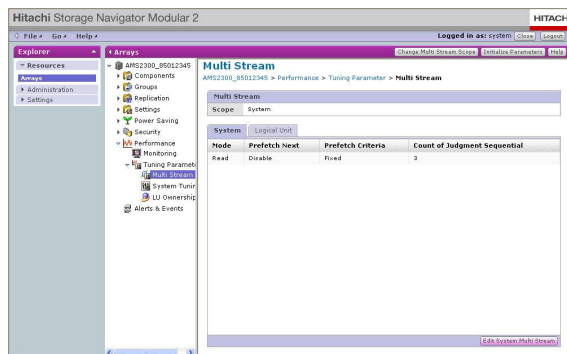 Hitachi Storage Navigator Modular 2
HITACH
File Go Help
Logged in as: system Close Logout
Explorer
Arrays
Change Multi Stream Scope Initialize Parameters Help
Resources
Arrays
Administration
Settings
AMS2300_85012345
Components
Groups
Replication
Settings
Power Saving
Security
Performance
Monitoring
Tuning Paramet
Multi Stream
System Tunin
LU Ownership
Alerts & Events
Multi Stream
AMS2300_85012345 > Performance > Tuning Parameter > Multi Stream
Multi Stream
Scope System
System Logical Unit
Mode Prefetch Next Prefetch Criteria Count of Judgment Sequential
Read Disable Fixed 3
Edit System Multi Stream